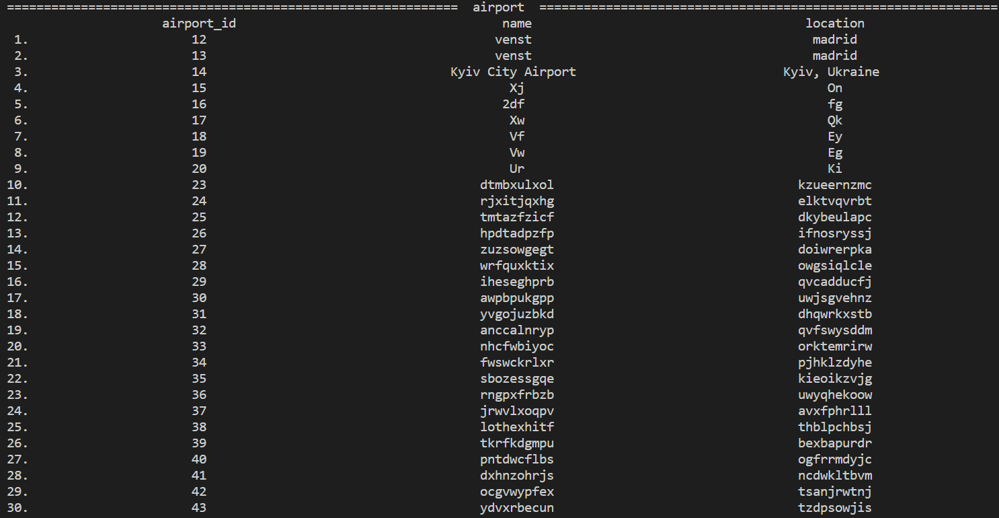 ============================================================= airport ==============================================================
airport_id name location
1. 12 venst madrid
2. 13 venst madrid
3. 14 Kyiv City Airport Kyiv, Ukraine
4. 15 Xj On
5. 16 2df fg
6. 17 Xw Qk
7. 18 Vf Ey
8. 19 Vw Eg
9. 20 Ur Ki
10. 23 dtmbxulxol kzueernzmc
11. 24 rjxitjqxhg elktvqvrbt
12. 25 tmtazfzicf dkybeulapc
13. 26 hpdtadpzfp ifnosryssj
14. 27 zuzsowgegt doiwrerpka
15. 28 wrfquxktix owgsiqlcle
16. 29 iheseghprb qvcadducfj
17. 30 awpbpukgpp uwjsgvehnz
18. 31 yvgojuzbkd dhqwrkxstb
19. 32 anccalnryp qvfswysddm
20. 33 nhcfwbiyoc orktemrirw
21. 34 fwswckrlxr pjhklzdyhe
22. 35 sbozessgqe kieoikzvjg
23. 36 rngpxfrbzb uwyqhekoow
24. 37 jrwvlxoqpv avxfphrlll
25. 38 lothexhitf thblpchbsj
26. 39 tkrfkdgmpu bexbapurdr
27. 40 pntdwcflbs ogfrrmdyjc
28. 41 dxhnzohrjs ncdwkltbvm
29. 42 ocgvwypfex tsanjrwtnj
30. 43 ydvxrbecun tzdpsowjis